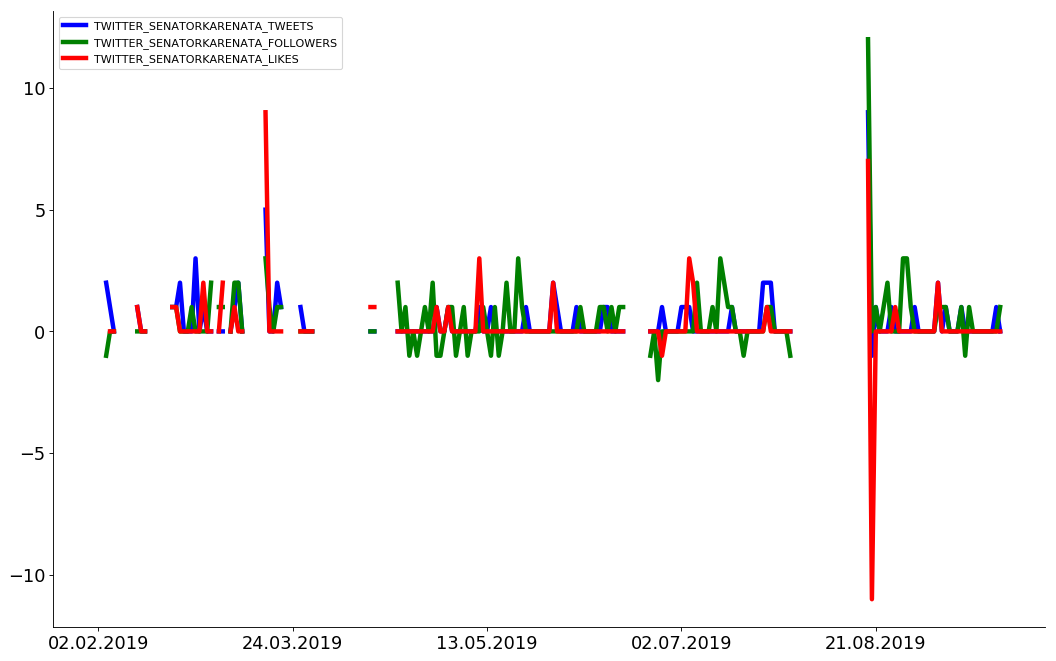 TWITTER_SENATORKARENATA_TWEETS
TWITTER_SENATORKARENATA_FOLLOWERS
TWITTER_SENATORKARENATA_LIKES
10
5
0
−5
−10
02.02.2019 24.03.2019 13.05.2019 02.07.2019 21.08.2019